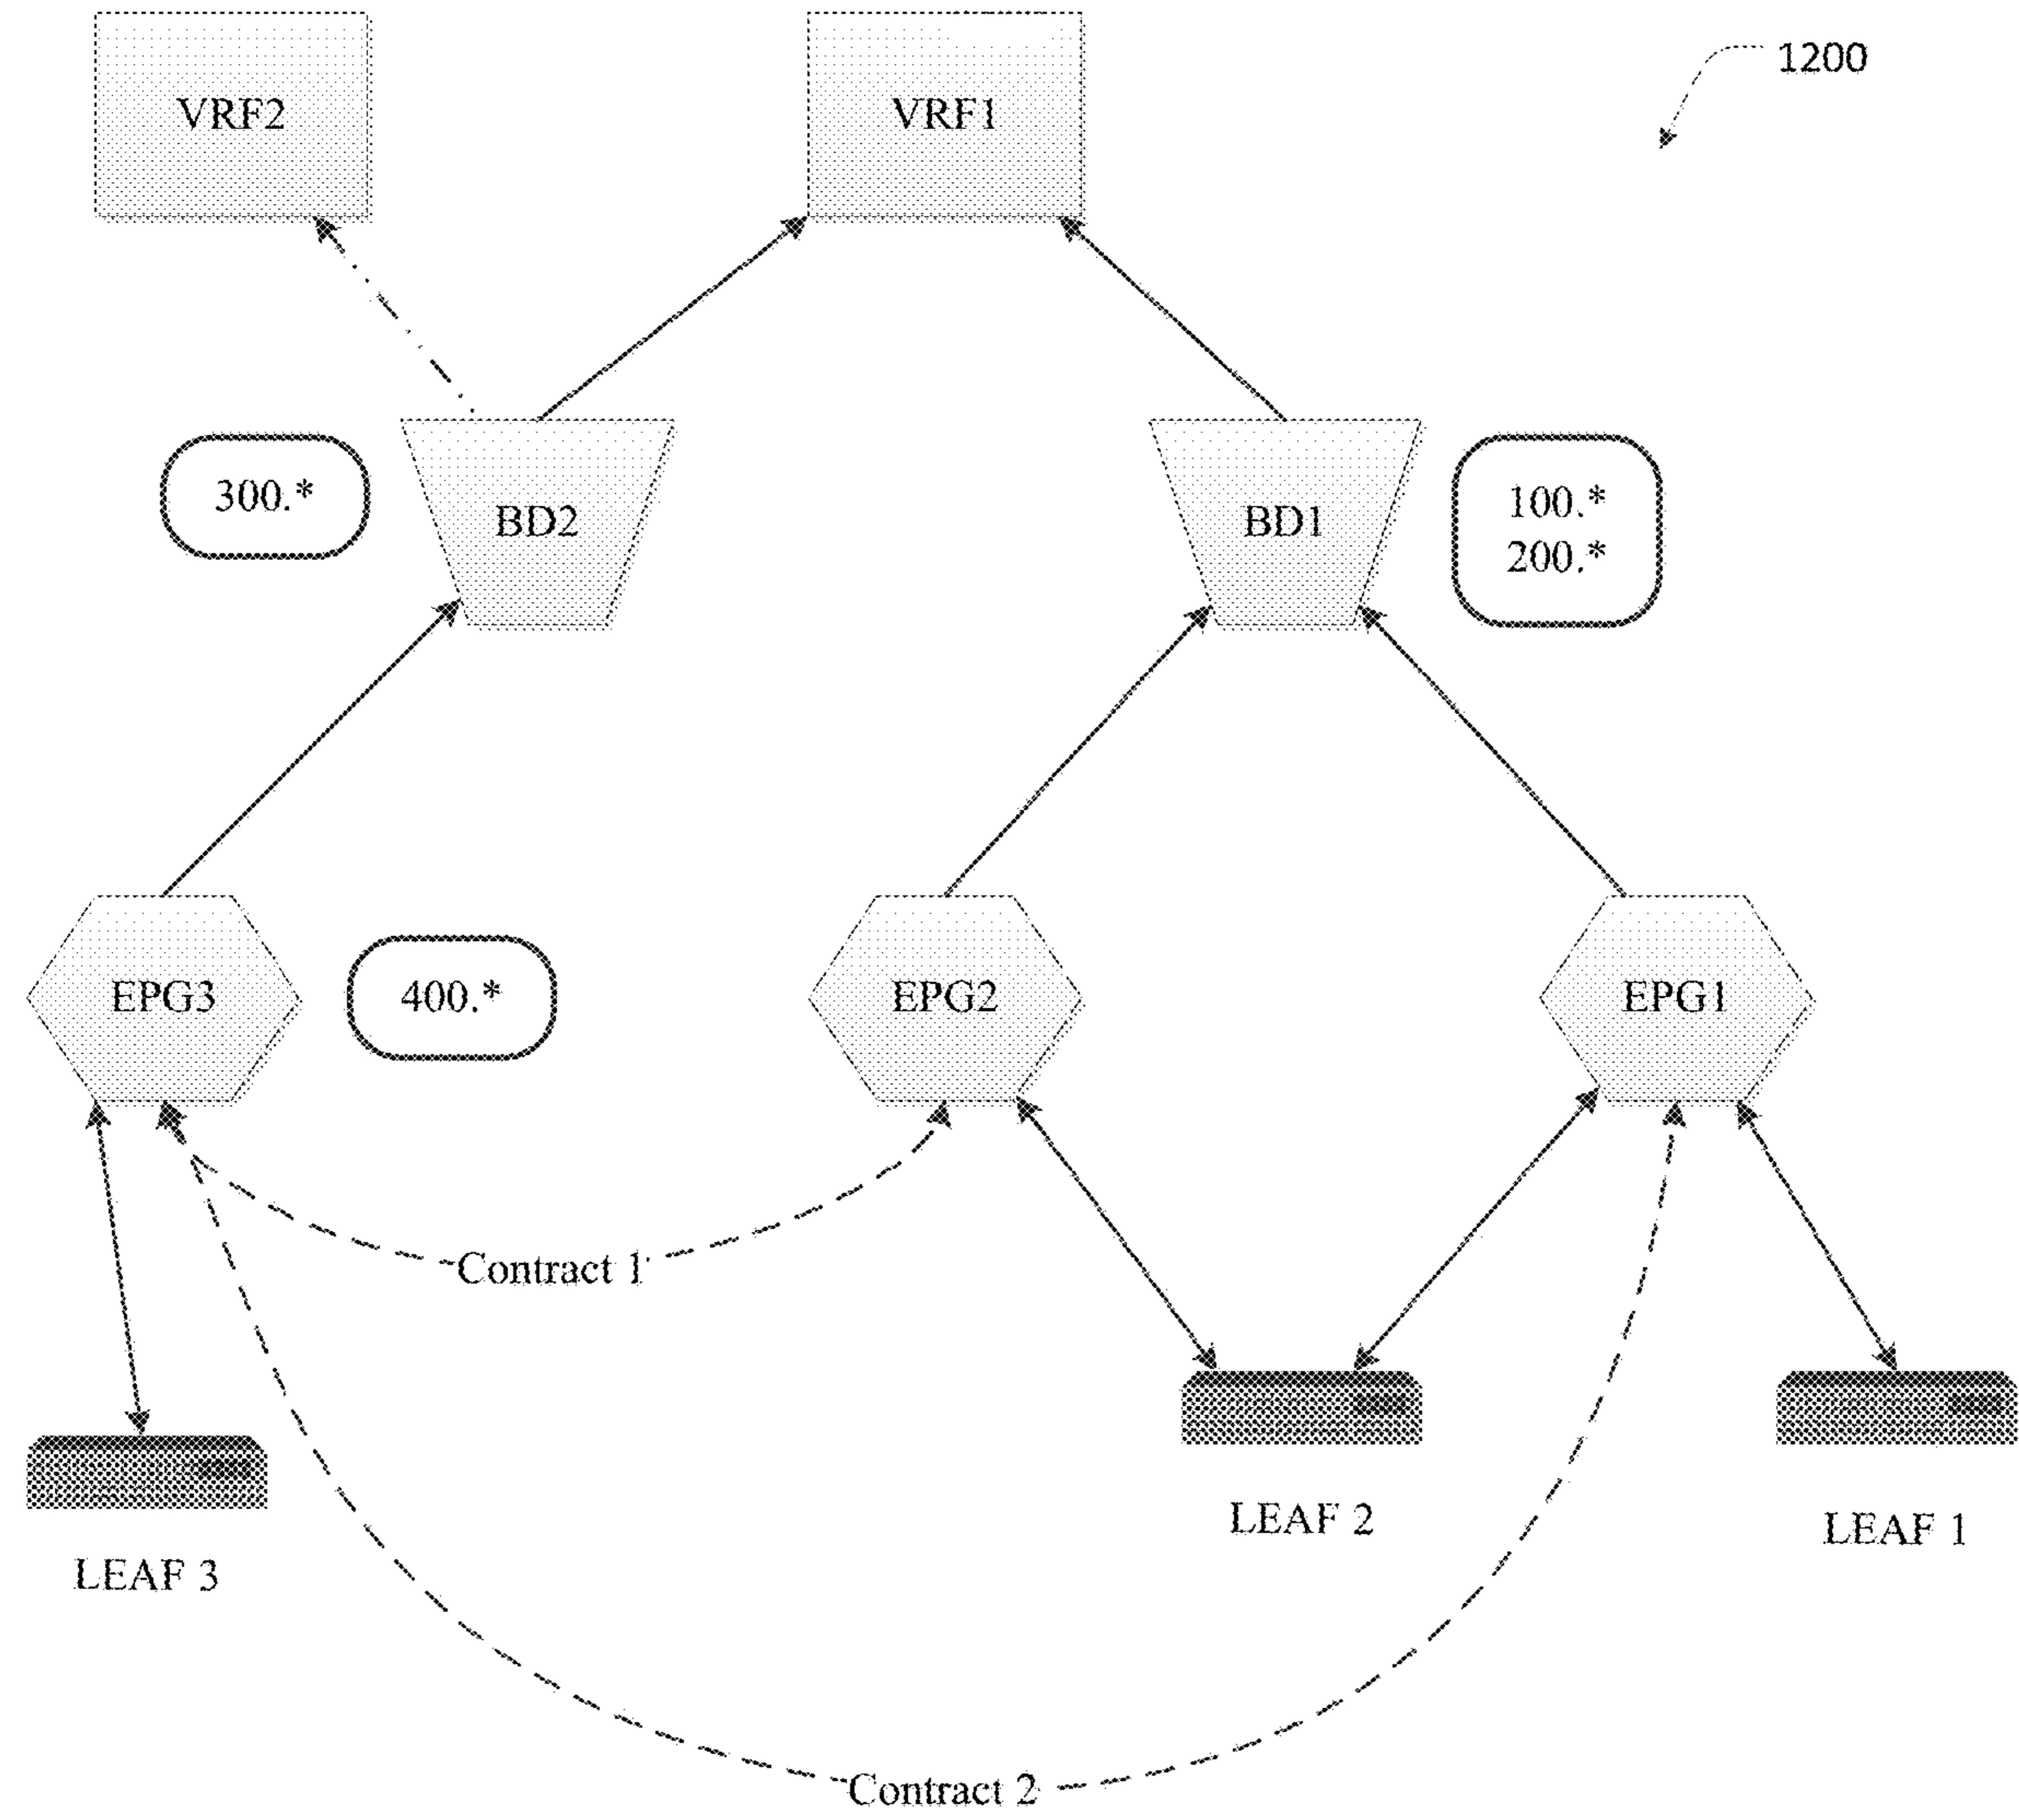 VRF2
VRF1
1200
300.*
BD2
BD1
100.*
200.*
EPG3
400.*
EPG2
EPG1
Contract 1
LEAF 3
LEAF 2
LEAF 1
Contract 2